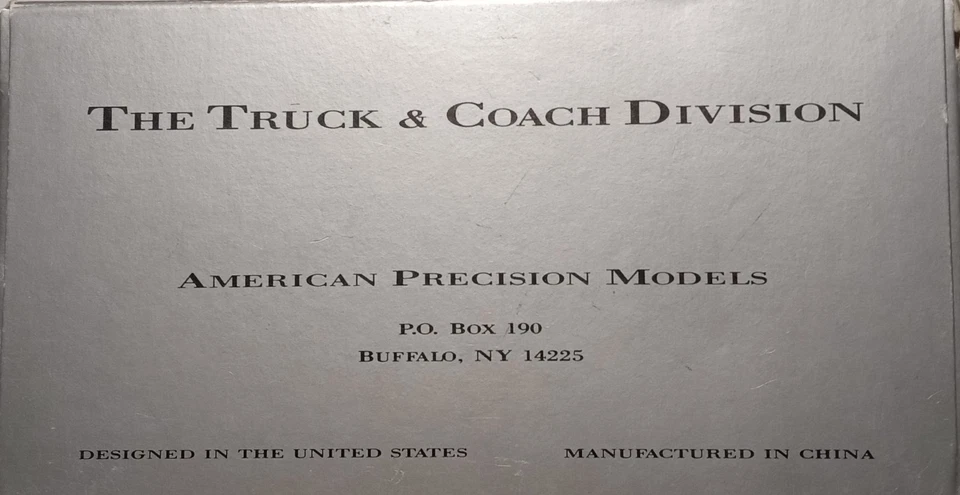 THE TRUCK & COACH DIVISION
AMERICAN PRECISION MODELS
P.O. BOX 190
BUFFALO, NY 14225
DESIGNED IN THE UNITED STATES MANUFACTURED IN CHINA